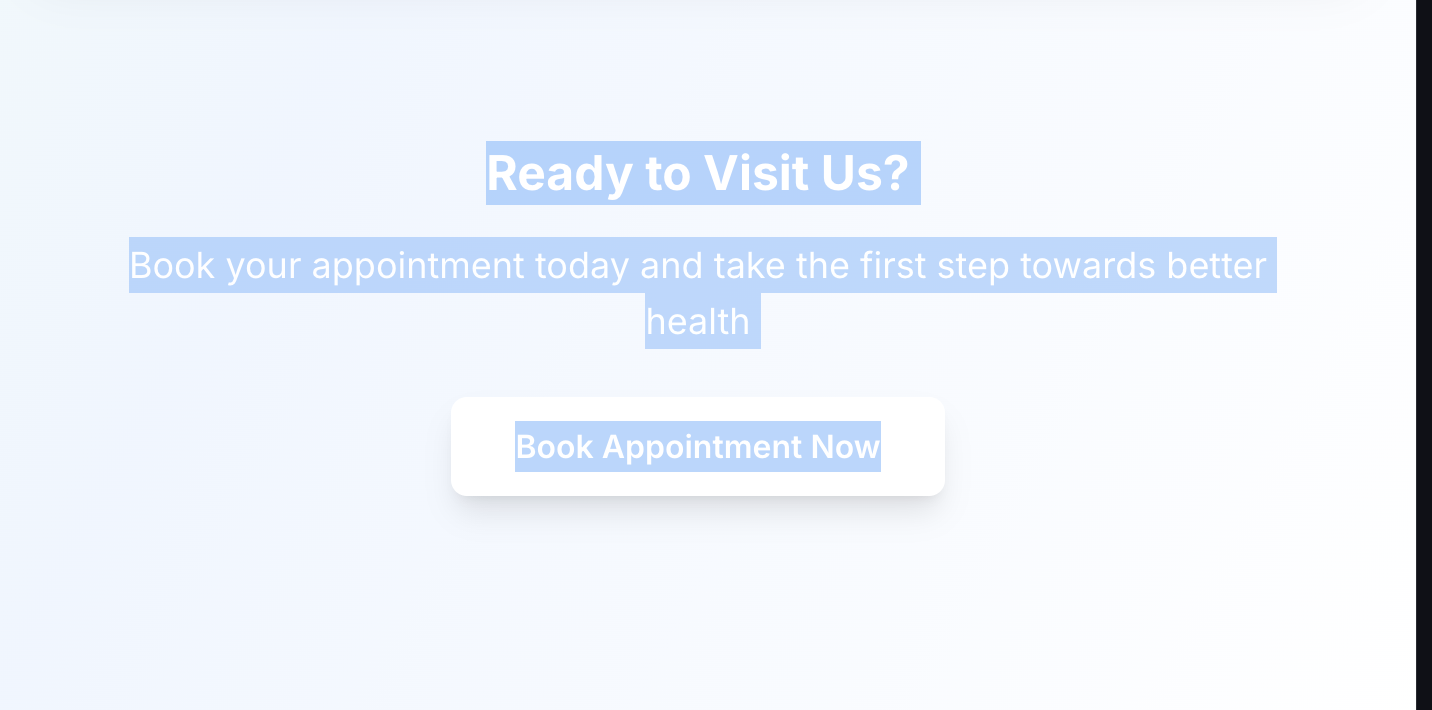 Ready to Visit Us?
Book your appointment today and take the first step towards better
health
Book Appointment Now